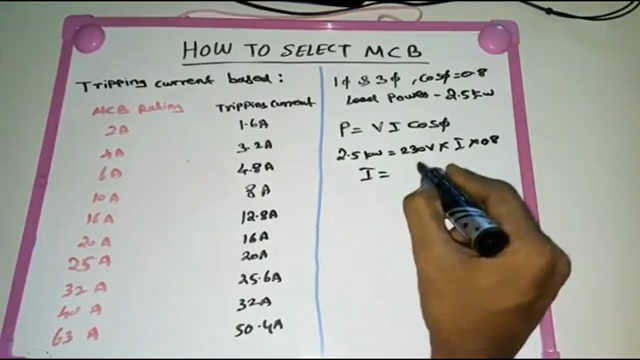 HOW TO SELECT MCB
Tripping current based:
MCB Rating Tripping current
2A 1.6A
4A 3.2A
6A 4.8A
10A 8A
16A 12.8A
20A 16A
25A 20A
32A 25.6A
40A 32A
63A 50.4A
1ϕ & 3ϕ, cosϕ=0.8
Load Power - 2.5kw
P = VI cosϕ
2.5kw = 230V × I × 0.8
I =